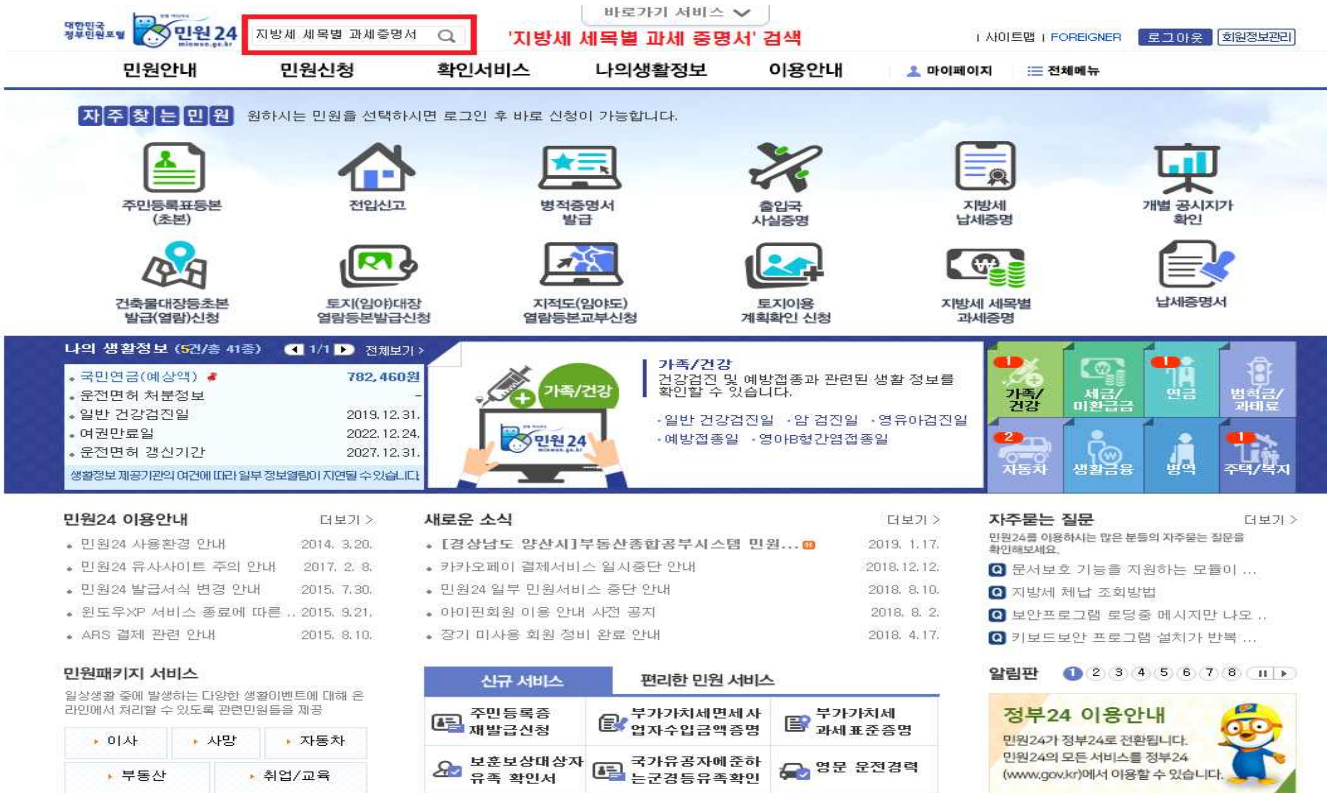 바로가기 서비스
대한민국
정부민원포털
민원24
minwon.go.kr
지방세 세목별 과세증명서
'지방세 세목별 과세 증명서' 검색
사이트맵 | FOREIGNER
로그아웃
회원정보관리
민원안내
민원신청
확인서비스
나의생활정보
이용안내
마이페이지
전체메뉴
자주찾는민원
원하시는 민원을 선택하시면 로그인 후 바로 신청이 가능합니다.
주민등록표등본
(초본)
전입신고
병적증명서
발급
출입국
사실증명
지방세
납세증명
개별 공시지가
확인
건축물대장등초본
발급(열람)신청
토지(임야)대장
열람등본발급신청
지적도(임야도)
열람등본교부신청
토지이용
계획확인 신청
지방세 세목별
과세증명
납세증명서
나의 생활정보 (5건/총 41종)
1/1
전체보기 >
국민연금(예상액) 782,460원
운전면허 처분정보 -
일반 건강검진일 2019.12.31.
여권만료일 2022.12.24.
운전면허 갱신기간 2027.12.31.
생활정보 제공기관의 여건에 따라 일부 정보열람이 지연될 수 있습니다
가족/건강
민원24
minwon.go.kr
가족/건강
건강검진 및 예방접종과 관련된 생활 정보를
확인할 수 있습니다.
·일반 건강검진일 ·암 검진일 ·영유아검진일
·예방접종일 ·영아B형간염접종일
1
가족/
건강
세금/
미환급금
1
연금
범칙금/
과태료
2
자동차
생활금융
병역
1
주택/복지
민원24 이용안내
더보기 >
민원24 사용환경 안내 2014. 3.20.
민원24 유사사이트 주의 안내 2017. 2. 8.
민원24 발급서식 변경 안내 2015. 7.30.
윈도우XP 서비스 종료에 따른 .. 2015. 9.21.
ARS 결제 관련 안내 2015. 8.10.
새로운 소식
더보기 >
[경상남도 양산시]부동산종합공부시스템 민원... 2019. 1.17.
카카오페이 결제서비스 일시중단 안내 2018.12.12.
민원24 일부 민원서비스 중단 안내 2018. 8.10.
아이핀회원 이용 안내 사전 공지 2018. 8. 2.
장기 미사용 회원 정비 완료 안내 2018. 4.17.
자주묻는 질문
더보기 >
민원24를 이용하시는 많은 분들의 자주묻는 질문을
확인해보세요.
Q 문서보호 기능을 지원하는 모듈이 ...
Q 지방세 체납 조회방법
Q 보안프로그램 로딩중 메시지만 나오 ..
Q 키보드보안 프로그램 설치가 반복 ...
민원패키지 서비스
일상생활 중에 발생하는 다양한 생활이벤트에 대해 온
라인에서 처리할 수 있도록 관련민원들을 제공
이사
사망
자동차
부동산
취업/교육
신규 서비스
편리한 민원 서비스
주민등록증
재발급신청
부가가치세면세사
업자수입금액증명
부가가치세
과세표준증명
보훈보상대상자
유족 확인서
국가유공자에준하
는군경등유족확인
영문 운전경력
알림판
1 2 3 4 5 6 7 8
정부24 이용안내
민원24가 정부24로 전환됩니다.
민원24의 모든 서비스를 정부24
(www.gov.kr)에서 이용할 수 있습니다.